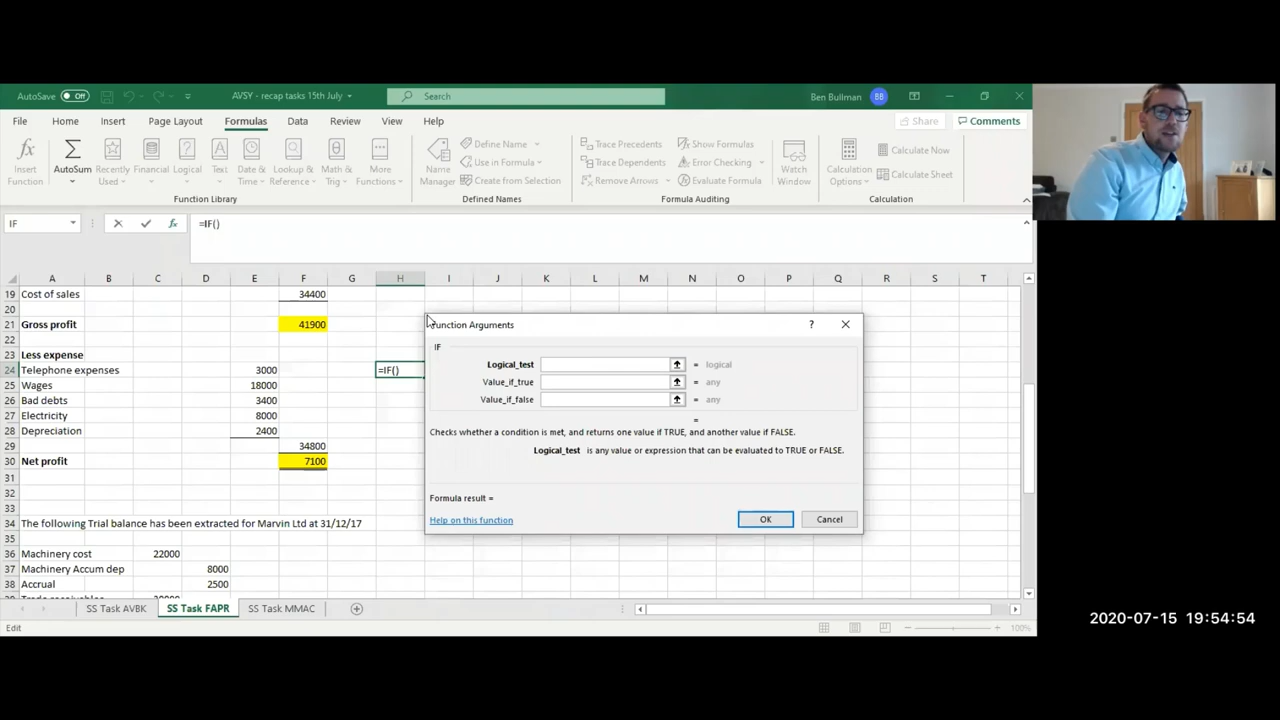 AutoSave Off AVSY - recap tasks 15th July Search Ben Bullman BB
File Home Insert Page Layout Formulas Data Review View Help Share Comments
Insert Function
AutoSum
Recently Used
Financial
Logical
Text
Date & Time
Lookup & Reference
Math & Trig
More Functions
Function Library
Name Manager
Define Name
Use in Formula
Create from Selection
Defined Names
Trace Precedents
Trace Dependents
Remove Arrows
Show Formulas
Error Checking
Evaluate Formula
Formula Auditing
Watch Window
Calculation Options
Calculate Now
Calculate Sheet
Calculation
IF fx =IF()
A B C D E F G H I J K L M N O P Q R S T
19 Cost of sales 34400
20
21 Gross profit 41900
22
23 Less expense
24 Telephone expenses 3000 =IF()
25 Wages 18000
26 Bad debts 3400
27 Electricity 8000
28 Depreciation 2400
29 34800
30 Net profit 7100
31
32
33
34 The following Trial balance has been extracted for Marvin Ltd at 31/12/17
35
36 Machinery cost 22000
37 Machinery Accum dep 8000
38 Accrual 2500
Function Arguments ?
IF
Logical_test = logical
Value_if_true = any
Value_if_false = any
=
Checks whether a condition is met, and returns one value if TRUE, and another value if FALSE.
Logical_test is any value or expression that can be evaluated to TRUE or FALSE.
Formula result =
Help on this function OK Cancel
SS Task AVBK SS Task FAPR SS Task MMAC
Edit 100%
2020-07-15 19:54:54